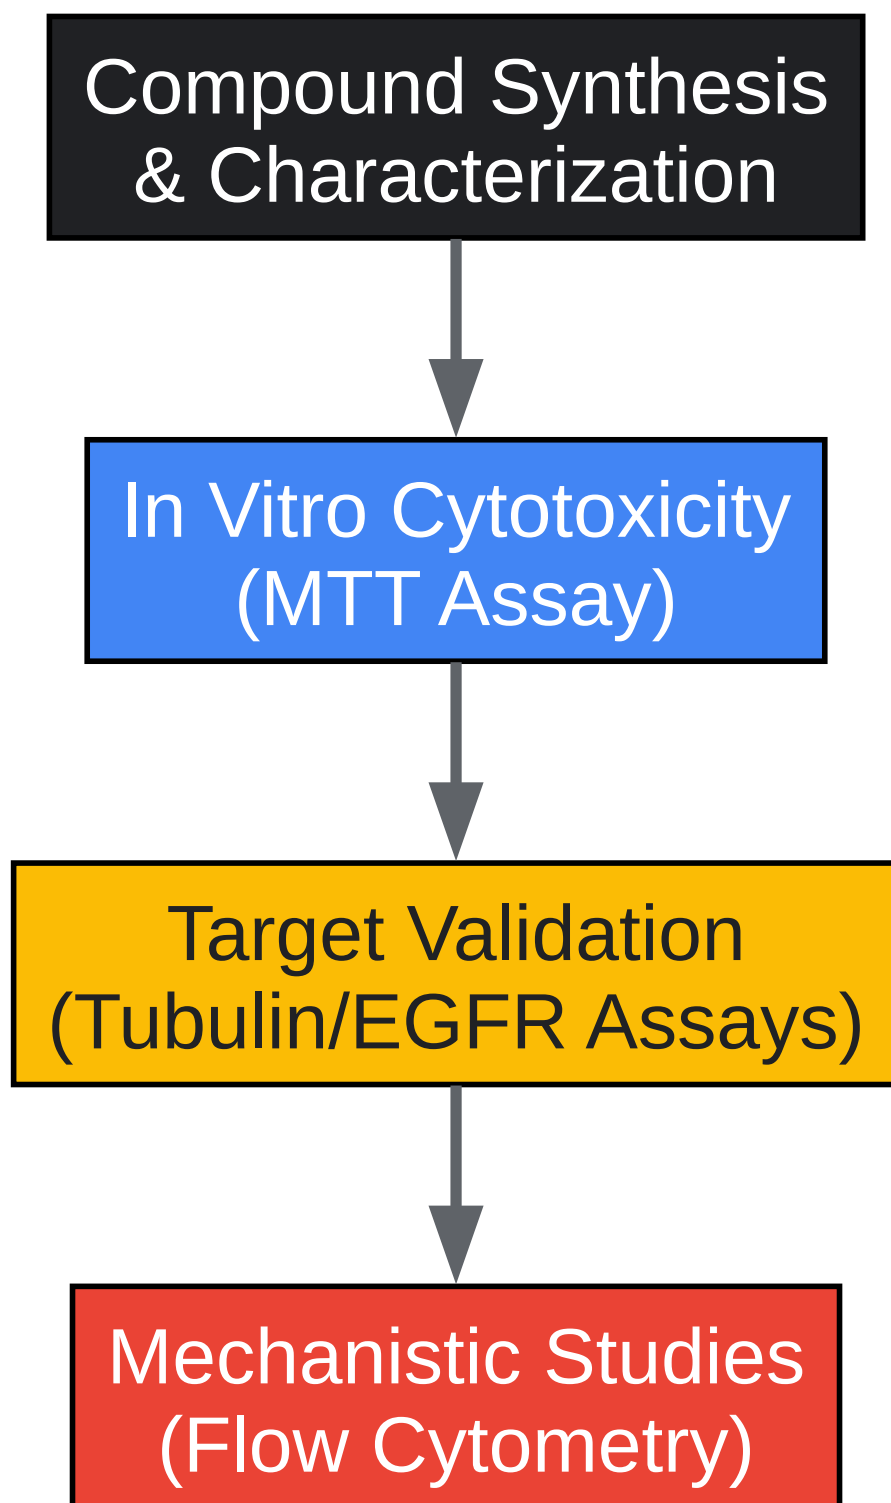 Compound Synthesis
& Characterization
In Vitro Cytotoxicity
(MTT Assay)
Target Validation
(Tubulin/EGFR Assays)
Mechanistic Studies
(Flow Cytometry)